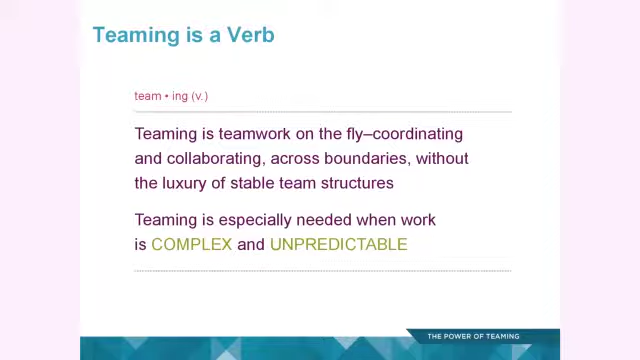 Teaming is a Verb
team • ing (v.)
Teaming is teamwork on the fly–coordinating
and collaborating, across boundaries, without
the luxury of stable team structures
Teaming is especially needed when work
is COMPLEX and UNPREDICTABLE
THE POWER OF TEAMING